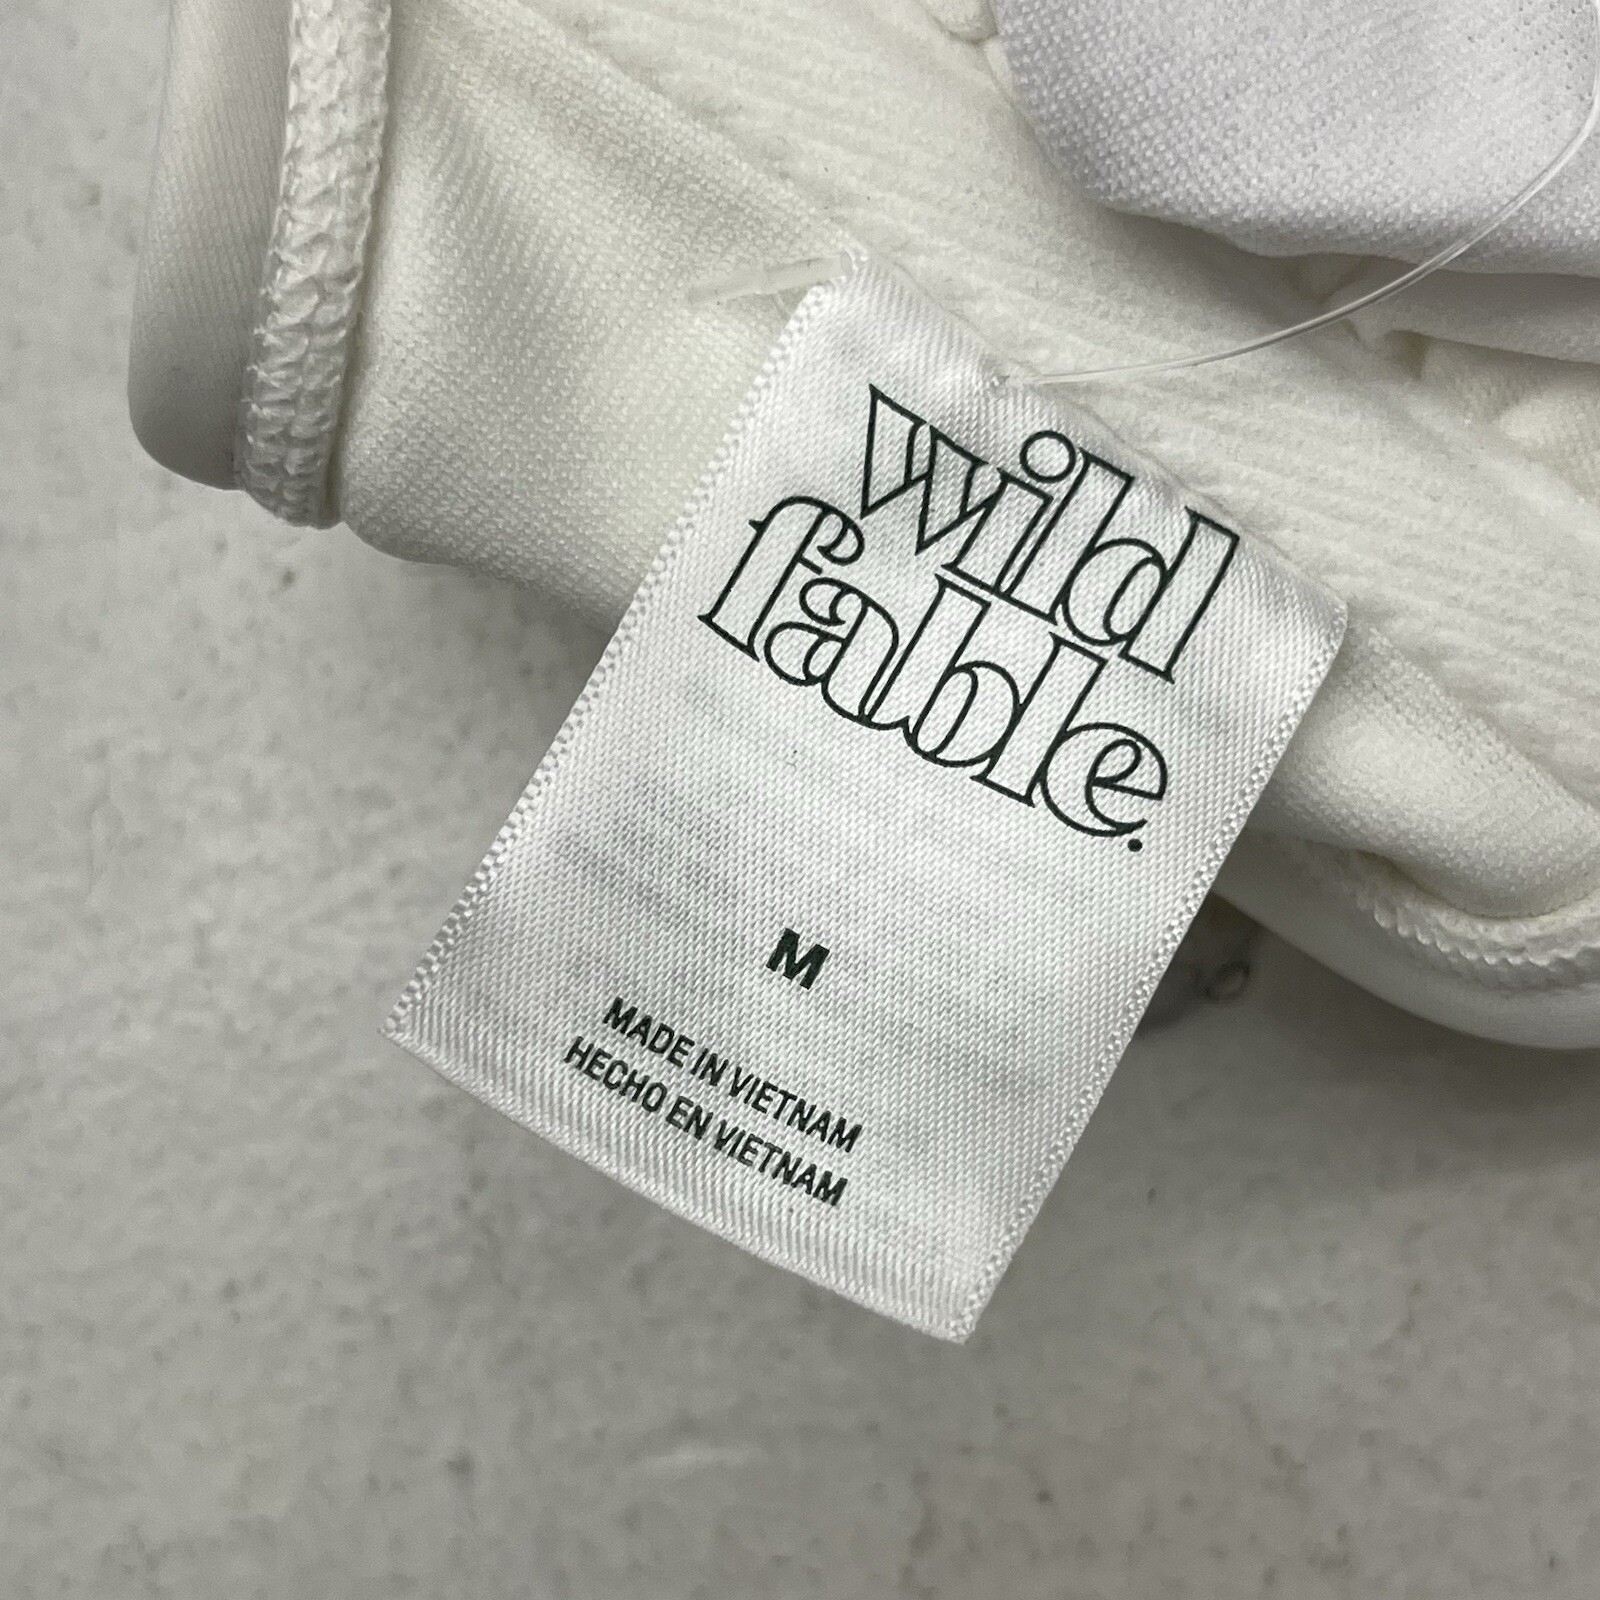 wild
fable.
M
MADE IN VIETNAM
HECHO EN VIETNAM